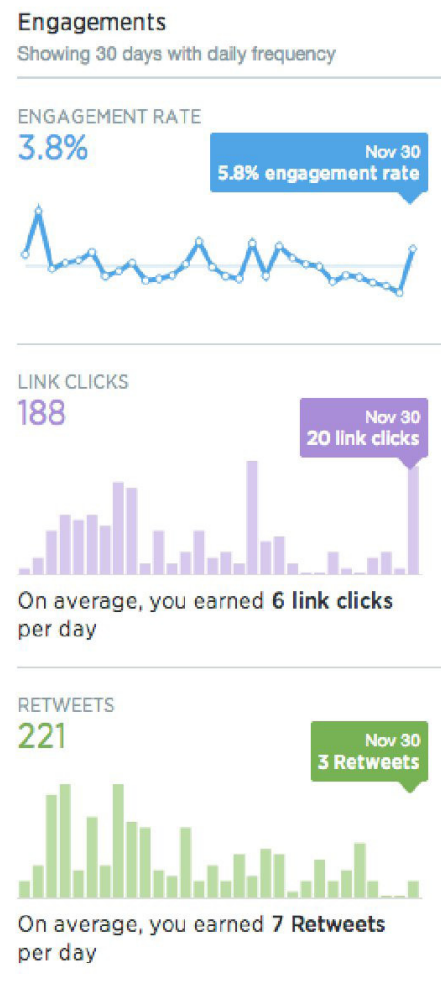 Engagements
Showing 30 days with daily frequency
ENGAGEMENT RATE
3.8%
Nov 30
5.8% engagement rate
LINK CLICKS
188
Nov 30
20 link clicks
On average, you earned 6 link clicks
per day
RETWEETS
221
Nov 30
3 Retweets
On average, you earned 7 Retweets
per day